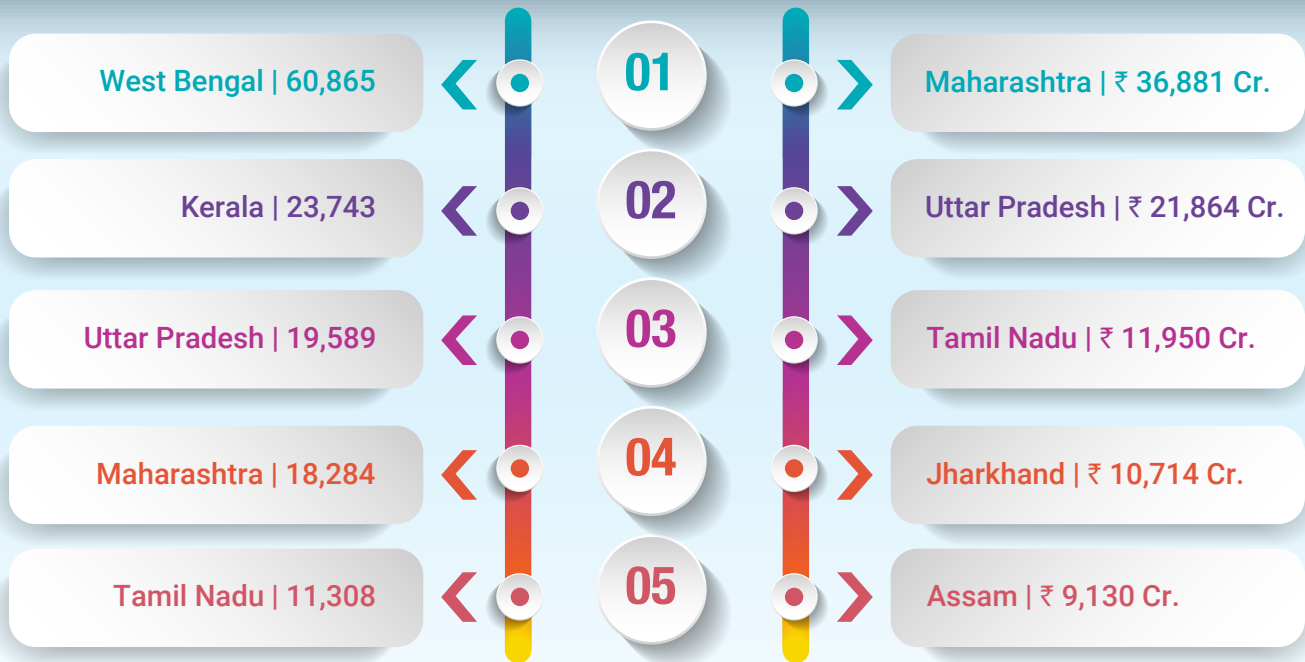 West Bengal | 60,865
01
Maharashtra | ₹ 36,881 Cr.
Kerala | 23,743
02
Uttar Pradesh | ₹ 21,864 Cr.
Uttar Pradesh | 19,589
03
Tamil Nadu | ₹ 11,950 Cr.
Maharashtra | 18,284
04
Jharkhand | ₹ 10,714 Cr.
Tamil Nadu | 11,308
05
Assam | ₹ 9,130 Cr.